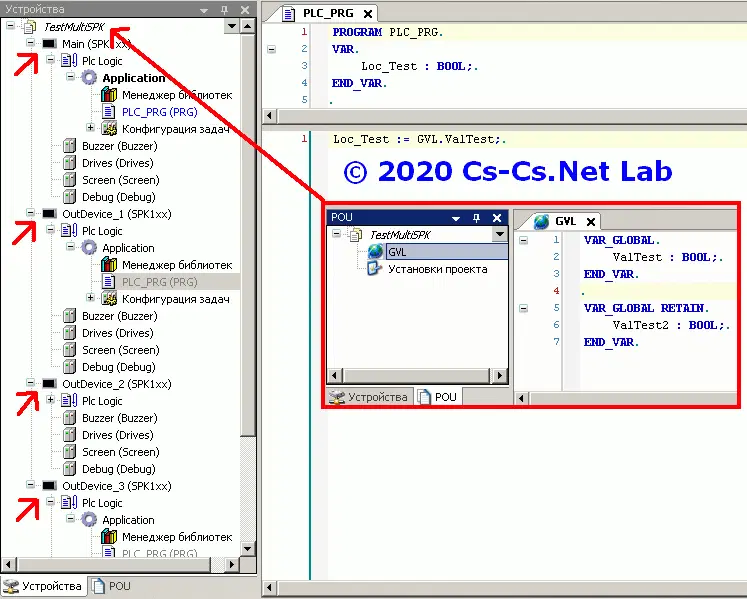 Устройства
TestMultiSPK
Main (SPK1xx)
Plc Logic
Application
Менеджер библиотек
PLC_PRG (PRG)
Конфигурация задач
Buzzer (Buzzer)
Drives (Drives)
Screen (Screen)
Debug (Debug)
OutDevice_1 (SPK1xx)
Plc Logic
Application
Менеджер библиотек
PLC_PRG (PRG)
Конфигурация задач
Buzzer (Buzzer)
Drives (Drives)
Screen (Screen)
Debug (Debug)
OutDevice_2 (SPK1xx)
Plc Logic
Buzzer (Buzzer)
Drives (Drives)
Screen (Screen)
Debug (Debug)
OutDevice_3 (SPK1xx)
Plc Logic
Application
Менеджер библиотек
PLC_PRG (PRG)
Устройства POU
PLC_PRG
1 PROGRAM PLC_PRG.
2 VAR.
3 Loc_Test : BOOL;.
4 END_VAR.
5 .
1 Loc_Test := GVL.ValTest;.
© 2020 Cs-Cs.Net Lab
POU
TestMultiSPK
GVL
Установки проекта
Устройства POU
GVL
1 VAR_GLOBAL.
2 ValTest : BOOL;.
3 END_VAR.
4 .
5 VAR_GLOBAL RETAIN.
6 ValTest2 : BOOL;.
7 END_VAR.